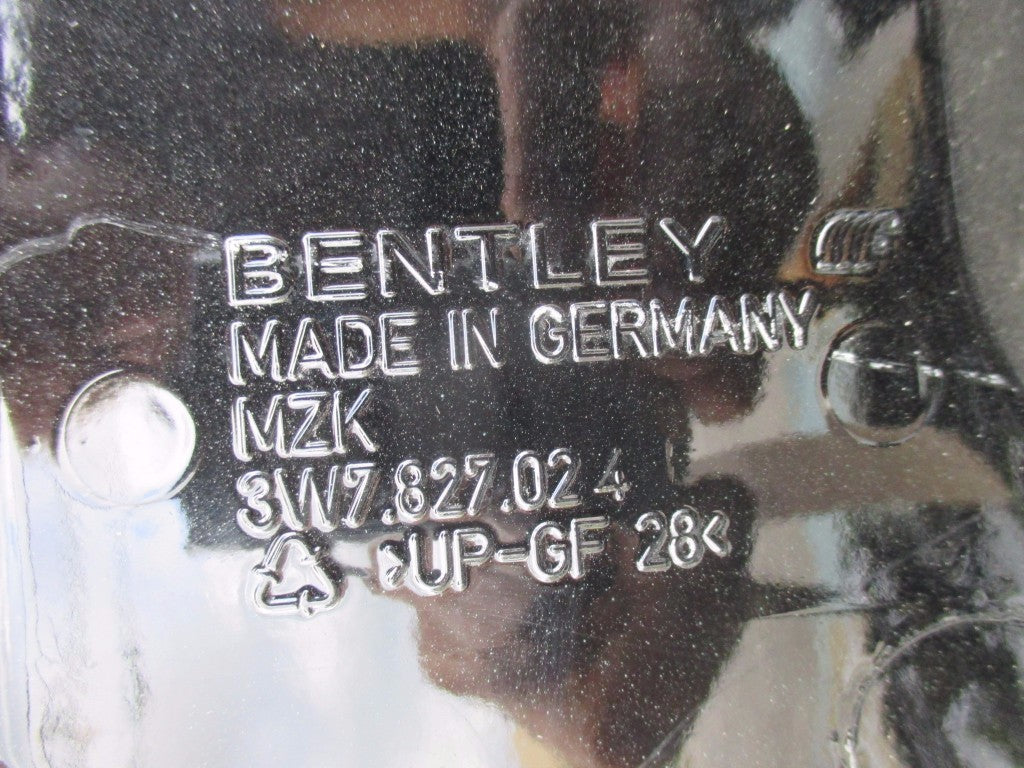 BENTLEY
MADE IN GERMANY
MZK
3W7.827.024
>UP-GF 28<